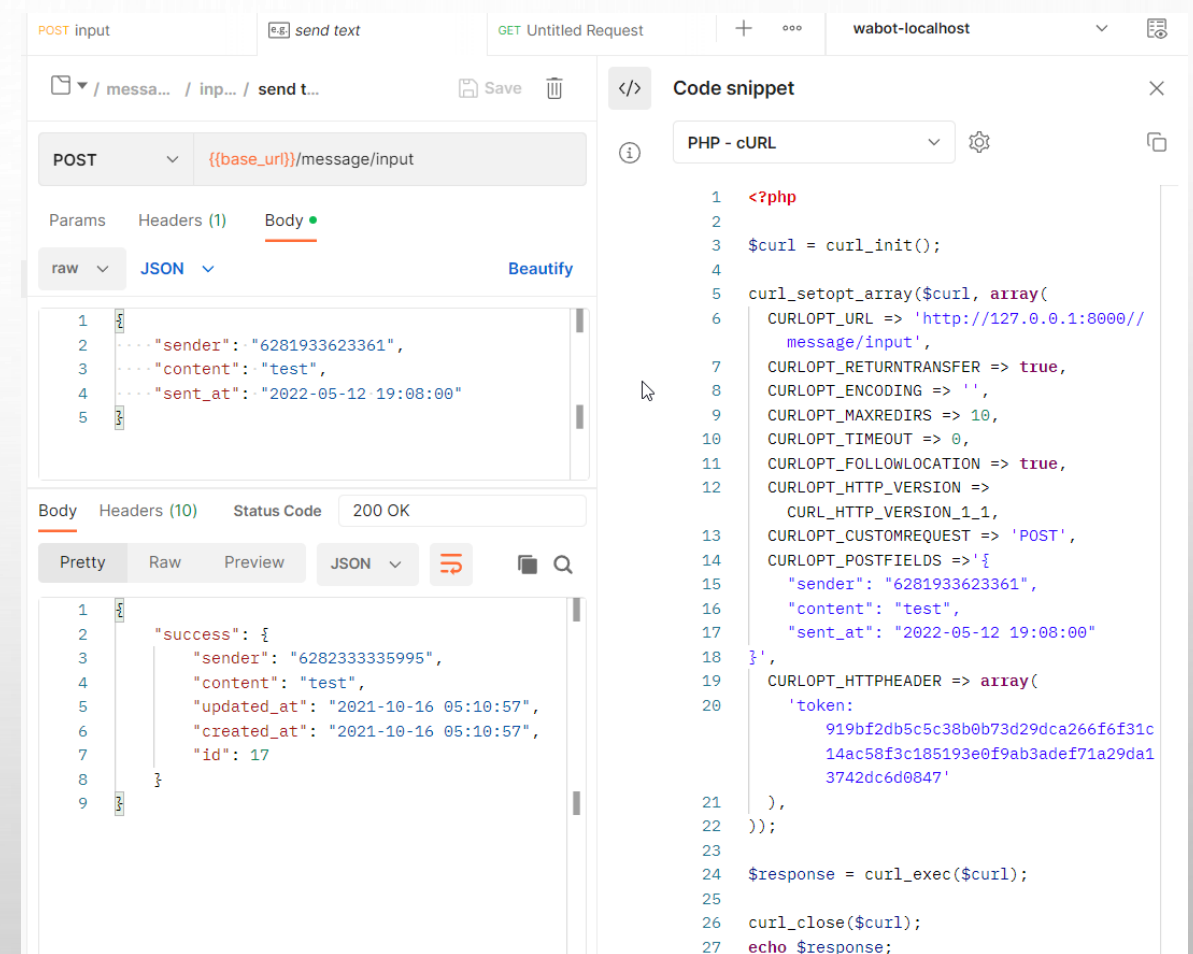 POST input
e.g. send text
GET Untitled Request
wabot-localhost
/ messa... / inp... / send t...
Save
POST
{{base_url}}/message/input
Params Headers (1) Body
raw JSON Beautify
1 {
2 ····"sender":·"6281933623361",
3 ····"content":·"test",
4 ····"sent_at":·"2022-05-12·19:08:00"
5 }
Body Headers (10) Status Code 200 OK
Pretty Raw Preview JSON
1 {
2 "success": {
3 "sender": "6282333335995",
4 "content": "test",
5 "updated_at": "2021-10-16 05:10:57",
6 "created_at": "2021-10-16 05:10:57",
7 "id": 17
8 }
9 }
</> Code snippet
PHP - cURL
1 <?php
2
3 $curl = curl_init();
4
5 curl_setopt_array($curl, array(
6 CURLOPT_URL => 'http://127.0.0.1:8000//
message/input',
7 CURLOPT_RETURNTRANSFER => true,
8 CURLOPT_ENCODING => '',
9 CURLOPT_MAXREDIRS => 10,
10 CURLOPT_TIMEOUT => 0,
11 CURLOPT_FOLLOWLOCATION => true,
12 CURLOPT_HTTP_VERSION =>
CURL_HTTP_VERSION_1_1,
13 CURLOPT_CUSTOMREQUEST => 'POST',
14 CURLOPT_POSTFIELDS =>'{
15 "sender": "6281933623361",
16 "content": "test",
17 "sent_at": "2022-05-12 19:08:00"
18 }',
19 CURLOPT_HTTPHEADER => array(
20 'token:
919bf2db5c5c38b0b73d29dca266f6f31c
14ac58f3c185193e0f9ab3adef71a29da1
3742dc6d0847'
21 ),
22 ));
23
24 $response = curl_exec($curl);
25
26 curl_close($curl);
27 echo $response;